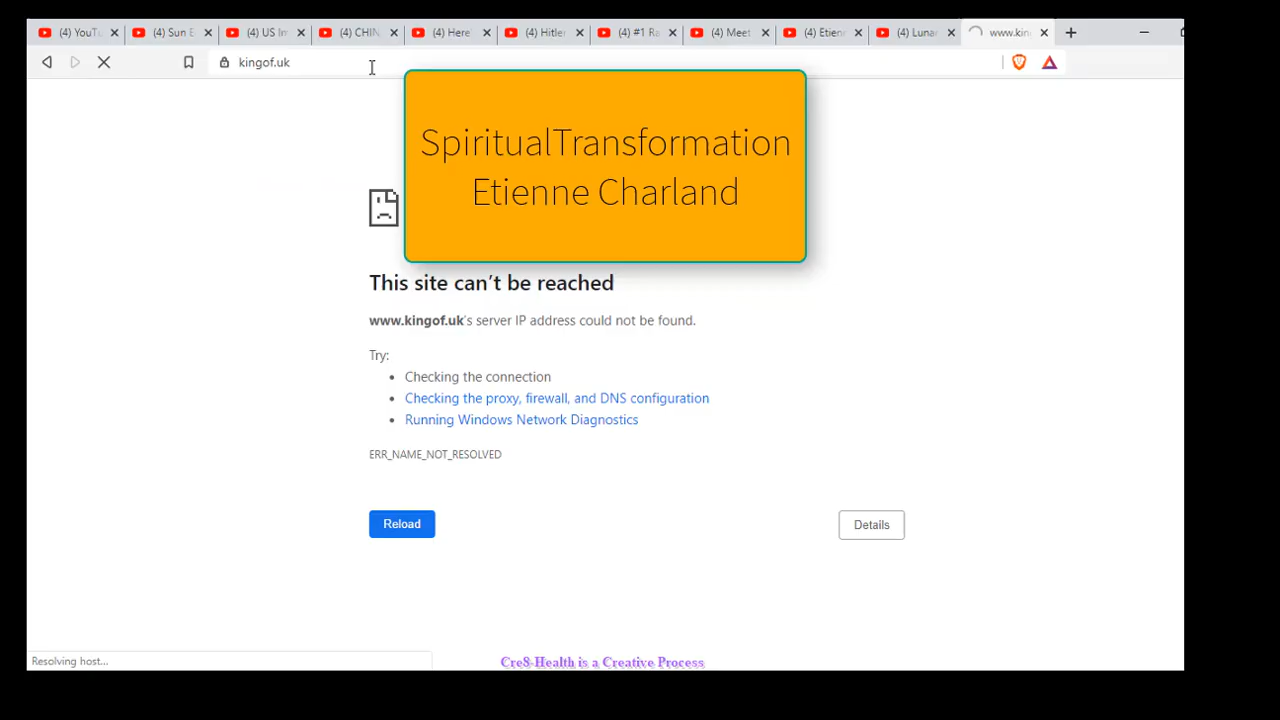 (4) YouTu
(4) Sun E
(4) US Im
(4) CHIN
(4) Here'
(4) Hitler
(4) #1 Ra
(4) Meet
(4) Etien
(4) Luna
www.kin
kingof.uk
SpiritualTransformation
Etienne Charland
This site can’t be reached
www.kingof.uk's server IP address could not be found.
Try:
Checking the connection
Checking the proxy, firewall, and DNS configuration
Running Windows Network Diagnostics
ERR_NAME_NOT_RESOLVED
Reload
Details
Resolving host...
Cre8-Health is a Creative Process